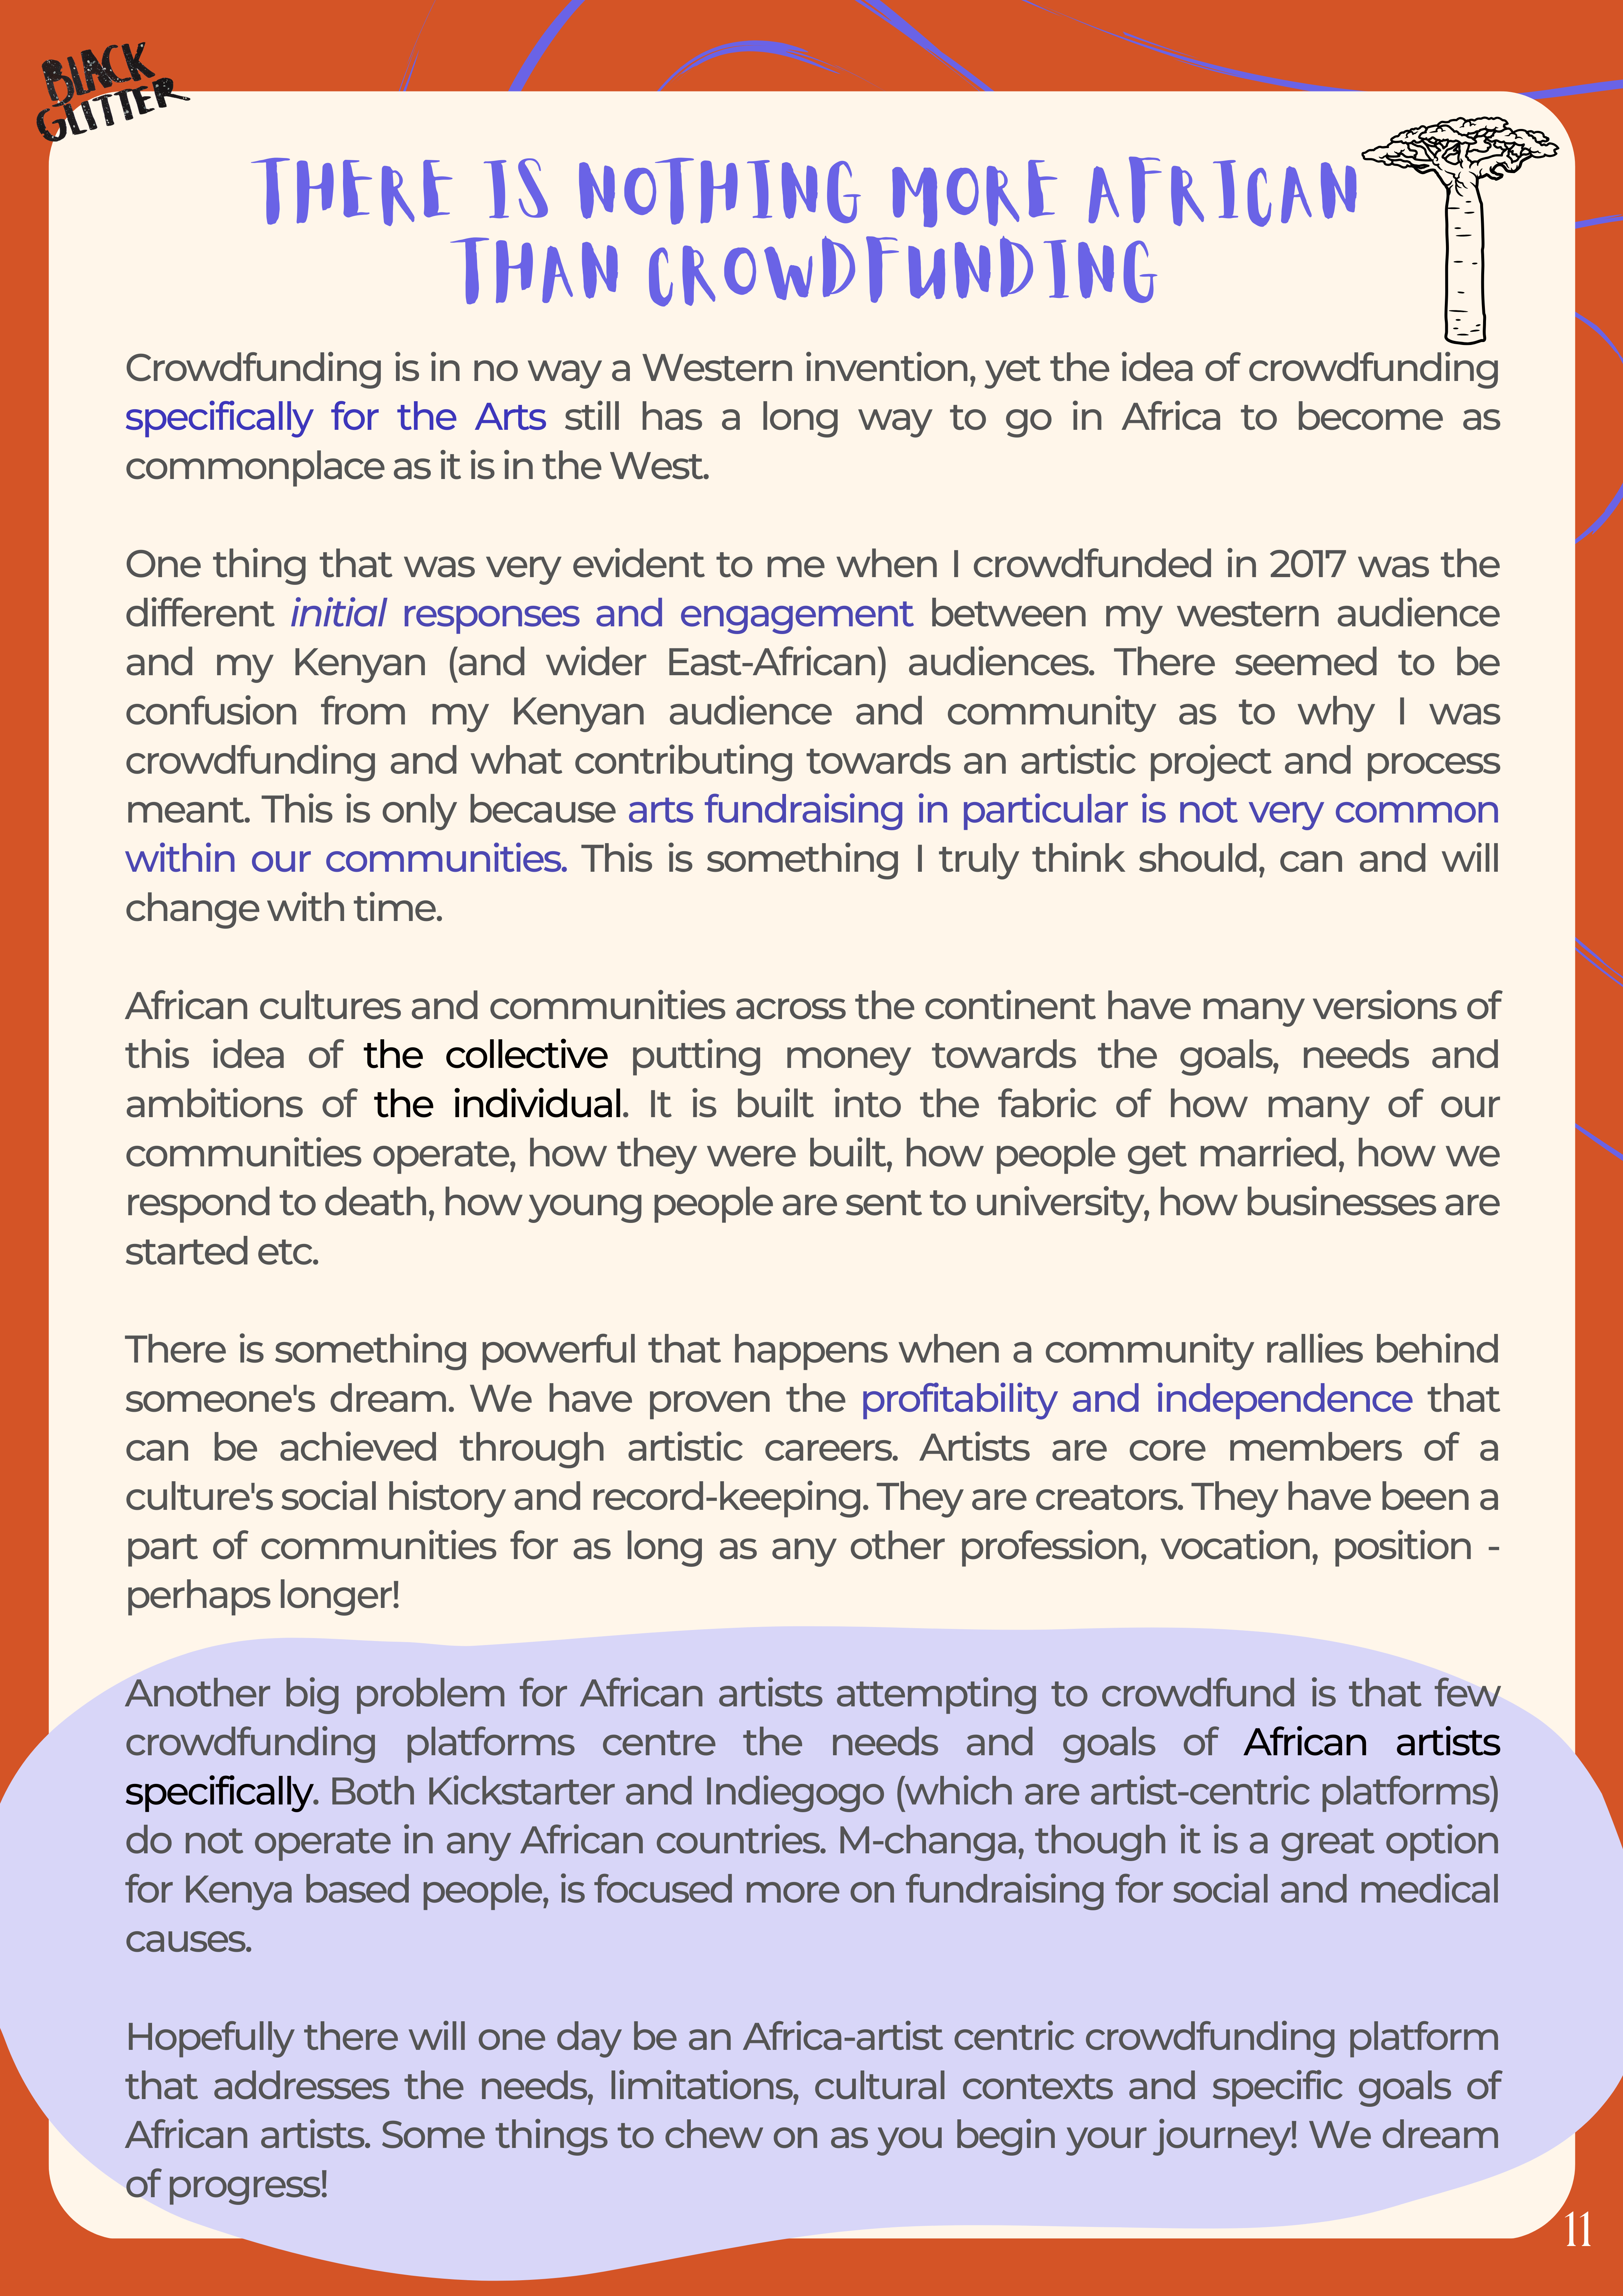 BLACK
GLITTER
THERE IS NOTHING MORE AFRICAN
THAN CROWDFUNDING
Crowdfunding is in no way a Western invention, yet the idea of crowdfunding
specifically for the Arts still has a long way to go in Africa to become as
commonplace as it is in the West.
One thing that was very evident to me when I crowdfunded in 2017 was the
different initial responses and engagement between my western audience
and my Kenyan (and wider East-African) audiences. There seemed to be
confusion from my Kenyan audience and community as to why I was
crowdfunding and what contributing towards an artistic project and process
meant. This is only because arts fundraising in particular is not very common
within our communities. This is something I truly think should, can and will
change with time.
African cultures and communities across the continent have many versions of
this idea of the collective putting money towards the goals, needs and
ambitions of the individual. It is built into the fabric of how many of our
communities operate, how they were built, how people get married, how we
respond to death, how young people are sent to university, how businesses are
started etc.
There is something powerful that happens when a community rallies behind
someone's dream. We have proven the profitability and independence that
can be achieved through artistic careers. Artists are core members of a
culture's social history and record-keeping. They are creators. They have been a
part of communities for as long as any other profession, vocation, position -
perhaps longer!
Another big problem for African artists attempting to crowdfund is that few
crowdfunding platforms centre the needs and goals of African artists
specifically. Both Kickstarter and Indiegogo (which are artist-centric platforms)
do not operate in any African countries. M-changa, though it is a great option
for Kenya based people, is focused more on fundraising for social and medical
causes.
Hopefully there will one day be an Africa-artist centric crowdfunding platform
that addresses the needs, limitations, cultural contexts and specific goals of
African artists. Some things to chew on as you begin your journey! We dream
of progress!
11